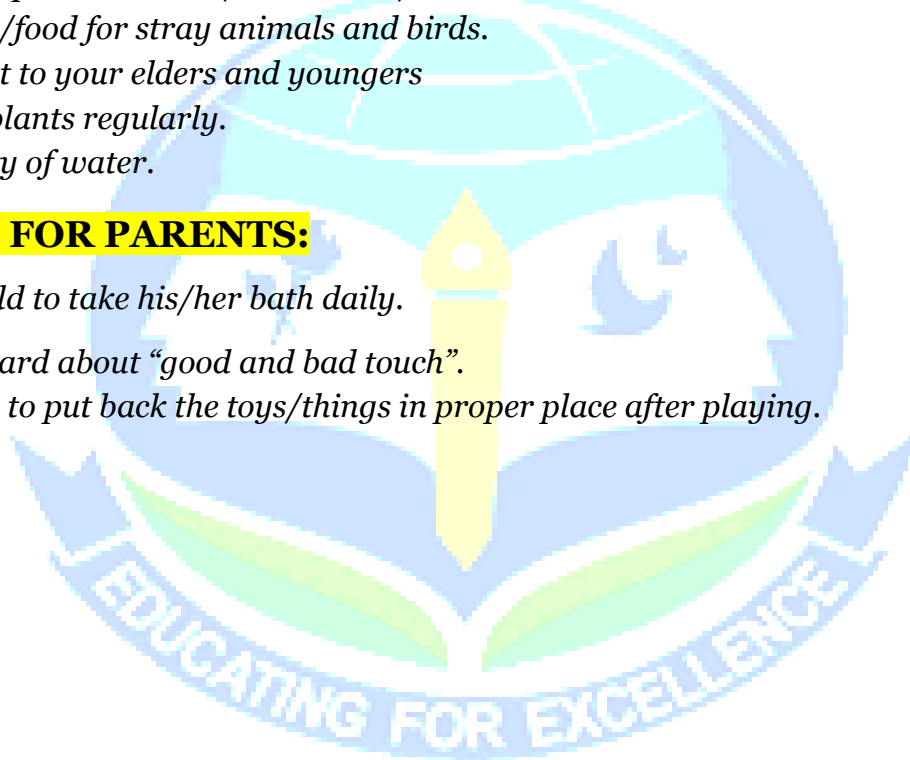 /food for stray animals and birds.
t to your elders and youngers
plants regularly.
y of water.
FOR PARENTS:
ld to take his/her bath daily.
ard about “good and bad touch”.
to put back the toys/things in proper place after playing.
EDUCATING FOR EXCELLENCE